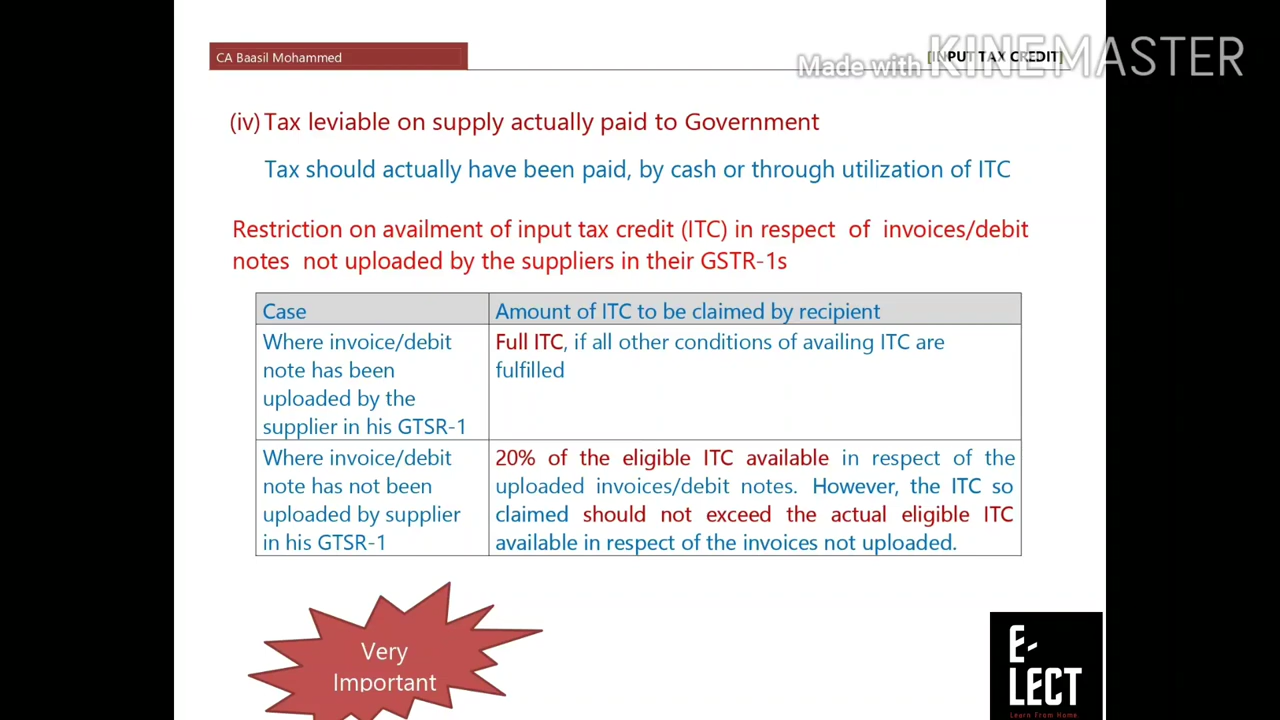 CA Baasil Mohammed
[INPUT TAX CREDIT]
Made with KINEMASTER
(iv) Tax leviable on supply actually paid to Government
Tax should actually have been paid, by cash or through utilization of ITC
Restriction on availment of input tax credit (ITC) in respect of invoices/debit
notes not uploaded by the suppliers in their GSTR-1s
Case
Amount of ITC to be claimed by recipient
Where invoice/debit
note has been
uploaded by the
supplier in his GTSR-1
Full ITC, if all other conditions of availing ITC are
fulfilled
Where invoice/debit
note has not been
uploaded by supplier
in his GTSR-1
20% of the eligible ITC available in respect of the
uploaded invoices/debit notes. However, the ITC so
claimed should not exceed the actual eligible ITC
available in respect of the invoices not uploaded.
Very
Important
E-
LECT
Learn From Home